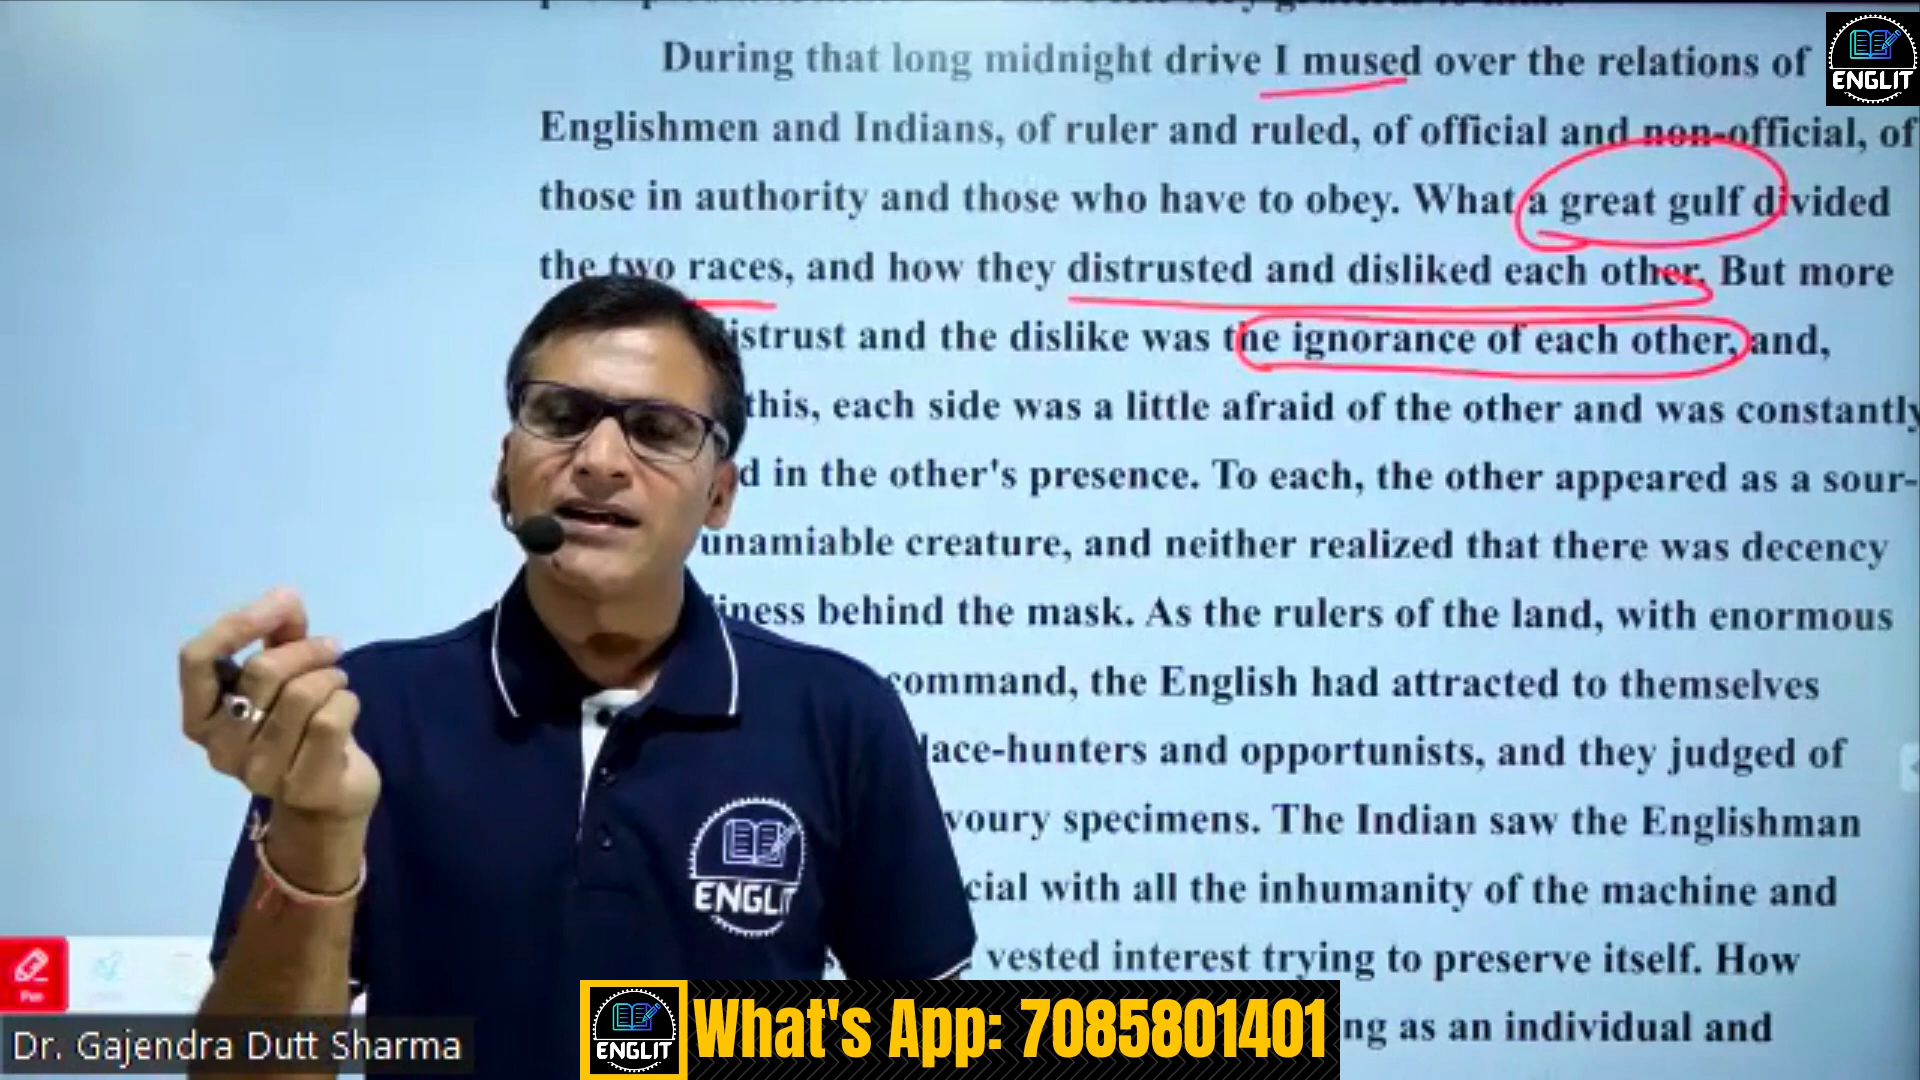 During that long midnight drive I mused over the relations of
Englishmen and Indians, of ruler and ruled, of official and non-official, of
those in authority and those who have to obey. What a great gulf divided
the two races, and how they distrusted and disliked each other. But more
istrust and the dislike was the ignorance of each other, and,
this, each side was a little afraid of the other and was constantly
d in the other's presence. To each, the other appeared as a sour-
unamiable creature, and neither realized that there was decency
liness behind the mask. As the rulers of the land, with enormous
command, the English had attracted to themselves
lace-hunters and opportunists, and they judged of
voury specimens. The Indian saw the Englishman
cial with all the inhumanity of the machine and
vested interest trying to preserve itself. How
ng as an individual and
ENGLIT
ENGLIT
Pen
Dr. Gajendra Dutt Sharma
ENGLIT
What's App: 7085801401